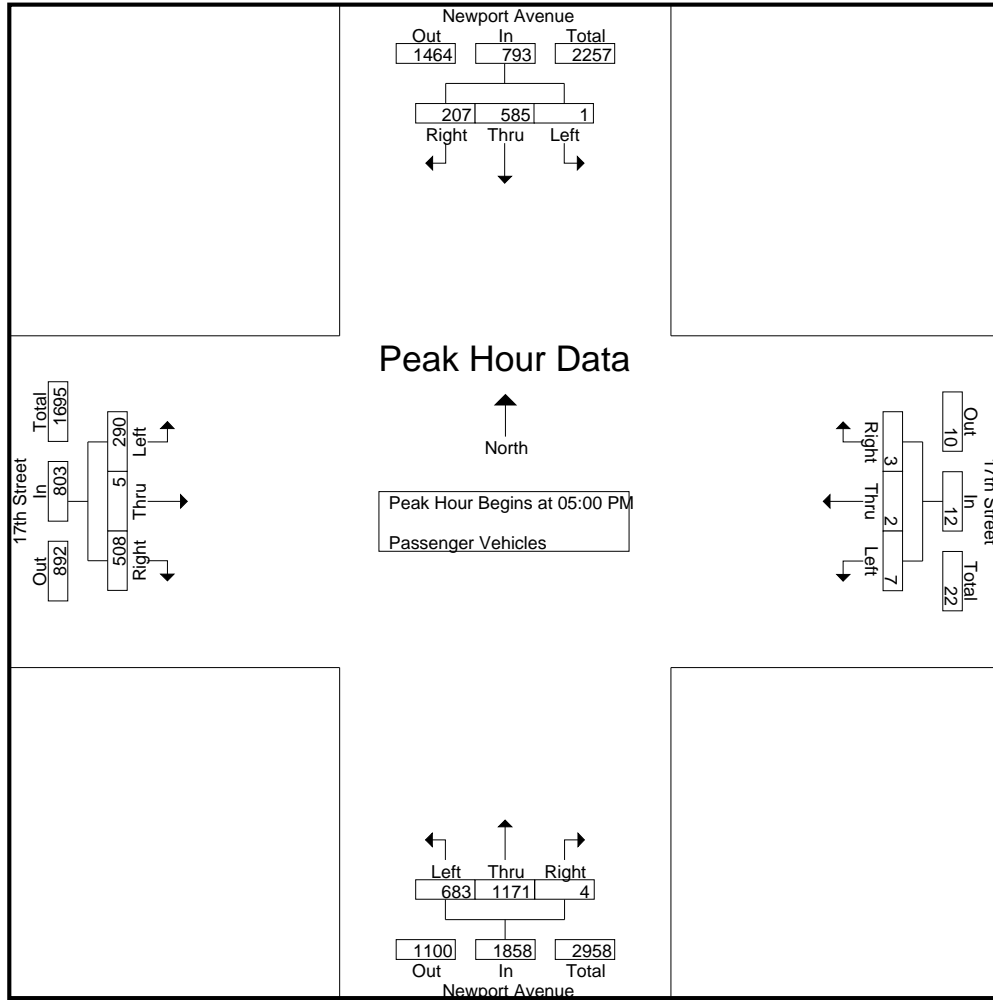 Newport Avenue
Out In Total
1464 793 2257
207 585 1
Right Thru Left
Peak Hour Data
North
Peak Hour Begins at 05:00 PM
Passenger Vehicles
17th Street
Total In Out
1695 803 892
290 5 508
Left Thru Right
17th Street
Out In Total
10 12 22
3 2 7
Right Thru Left
Left Thru Right
683 1171 4
1100 1858 2958
Out In Total
Newport Avenue